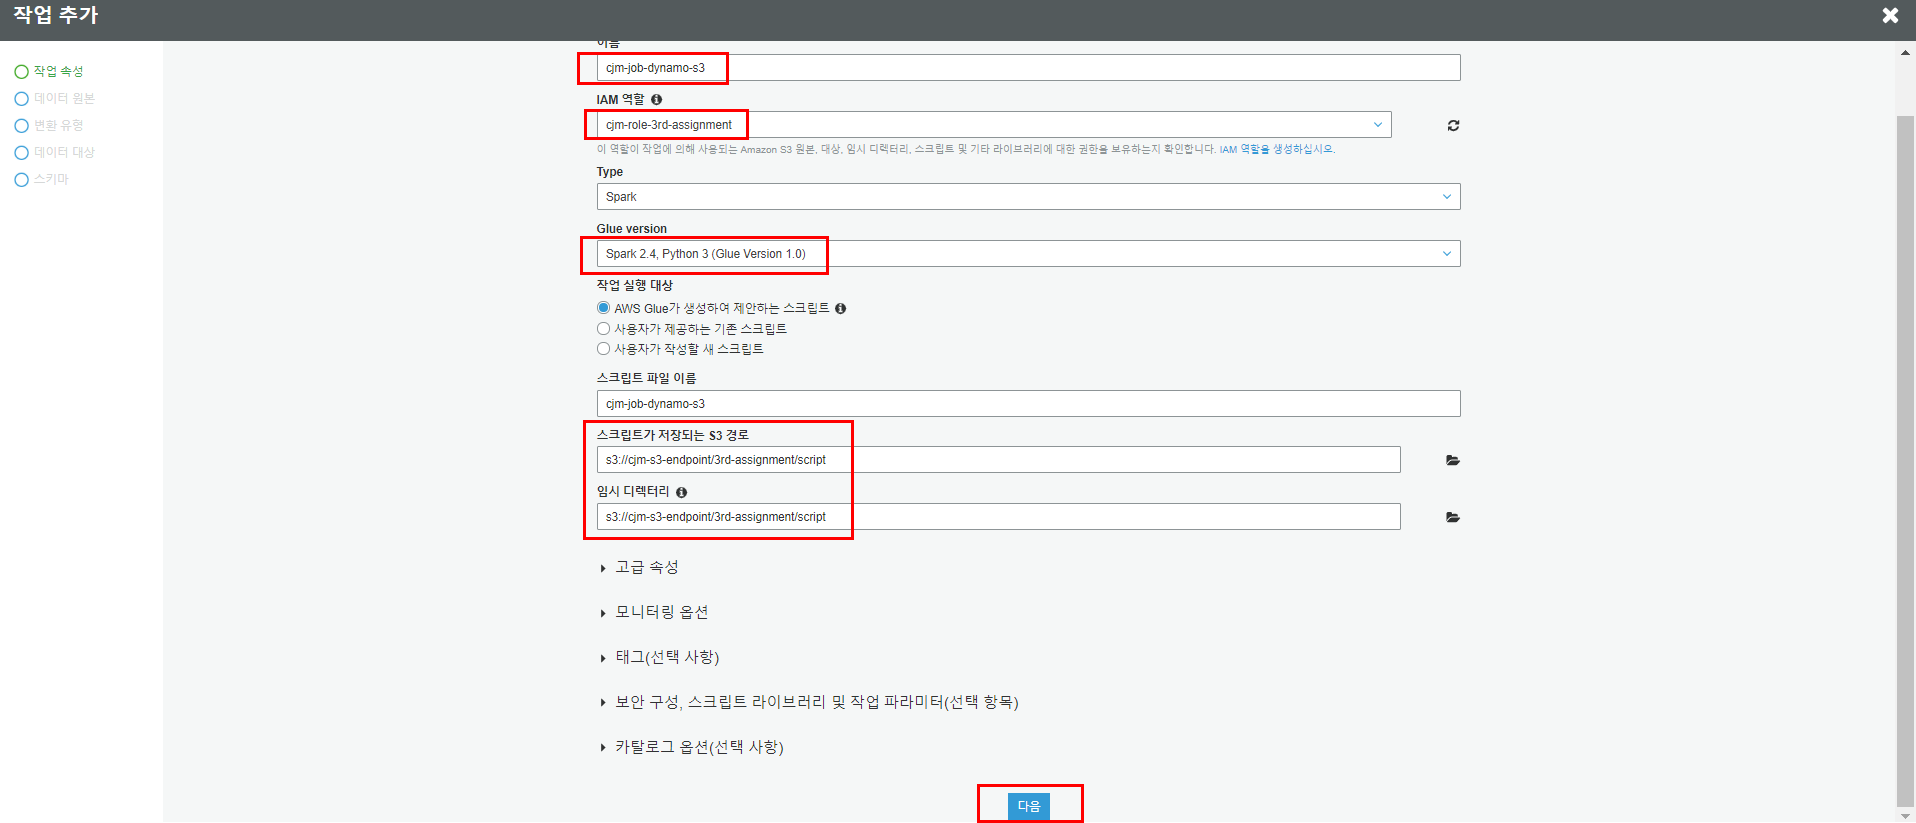 작업 추가
작업 속성
데이터 원본
변환 유형
데이터 대상
스키마
이름
cjm-job-dynamo-s3
IAM 역할
cjm-role-3rd-assignment
이 역할이 작업에 의해 사용되는 Amazon S3 원본, 대상, 임시 디렉터리, 스크립트 및 기타 라이브러리에 대한 권한을 보유하는지 확인합니다. IAM 역할을 생성하십시오.
Type
Spark
Glue version
Spark 2.4, Python 3 (Glue Version 1.0)
작업 실행 대상
AWS Glue가 생성하여 제안하는 스크립트
사용자가 제공하는 기존 스크립트
사용자가 작성할 새 스크립트
스크립트 파일 이름
cjm-job-dynamo-s3
스크립트가 저장되는 S3 경로
s3://cjm-s3-endpoint/3rd-assignment/script
임시 디렉터리
s3://cjm-s3-endpoint/3rd-assignment/script
고급 속성
모니터링 옵션
태그(선택 사항)
보안 구성, 스크립트 라이브러리 및 작업 파라미터(선택 항목)
카탈로그 옵션(선택 사항)
다음